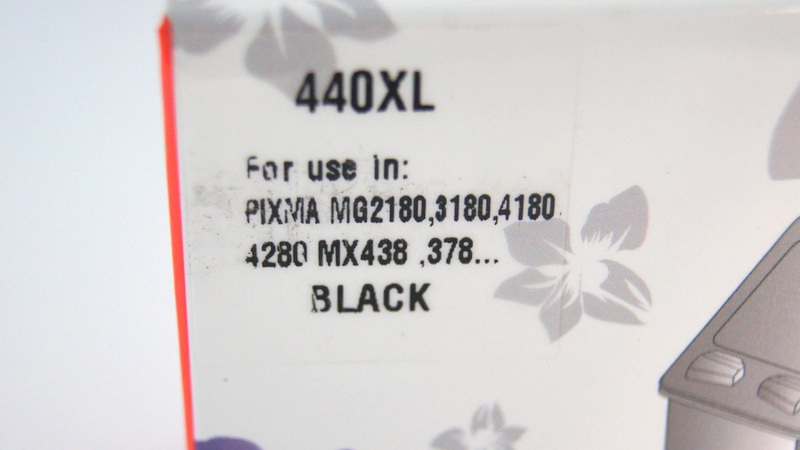 440XL
For use in:
PIXMA MG2180,3180,4180
4280 MX438 ,378...
BLACK